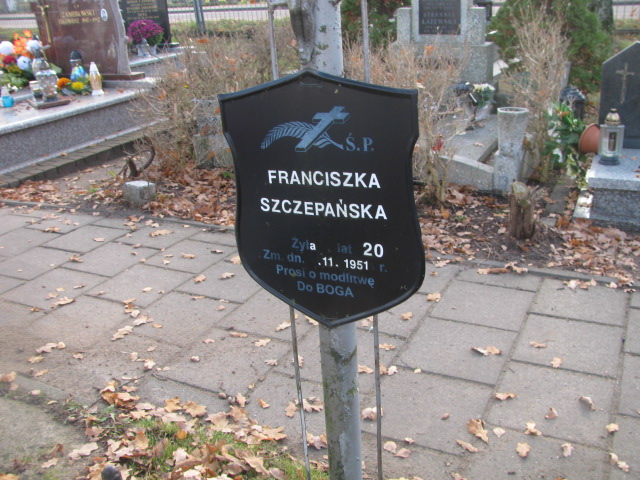 Ś.P.
FRANCISZKA
SZCZEPAŃSKA
Żyła lat 20
Zm. dn. .11. 1951 r.
Prosi o modlitwę
Do BOGA